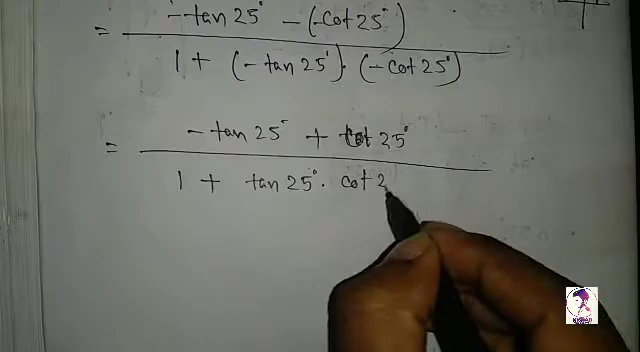 -tan 25° - (-cot 25°)
=
1 + (-tan 25°) · (-cot 25°)
-tan 25° + cot 25°
=
1 + tan 25° · cot 2